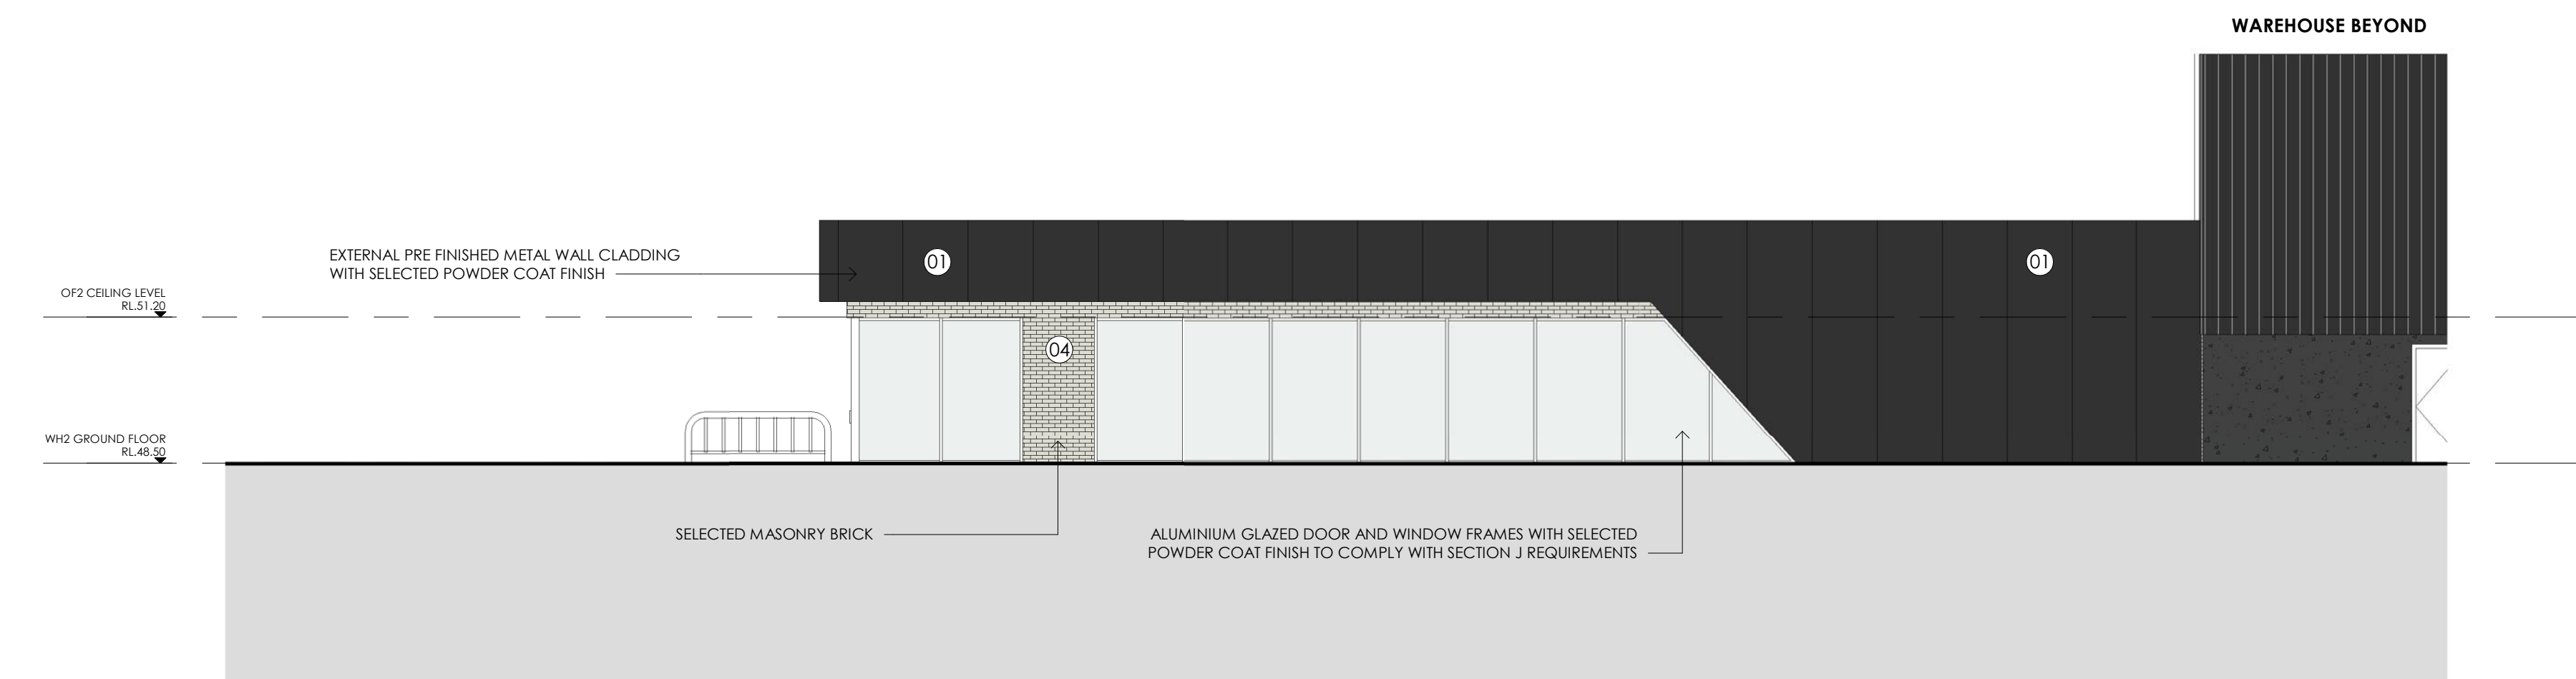 WAREHOUSE BEYOND
EXTERNAL PRE FINISHED METAL WALL CLADDING
WITH SELECTED POWDER COAT FINISH
01
01
OF2 CEILING LEVEL
RL.51.20
04
WH2 GROUND FLOOR
RL.48.50
SELECTED MASONRY BRICK
ALUMINIUM GLAZED DOOR AND WINDOW FRAMES WITH SELECTED
POWDER COAT FINISH TO COMPLY WITH SECTION J REQUIREMENTS